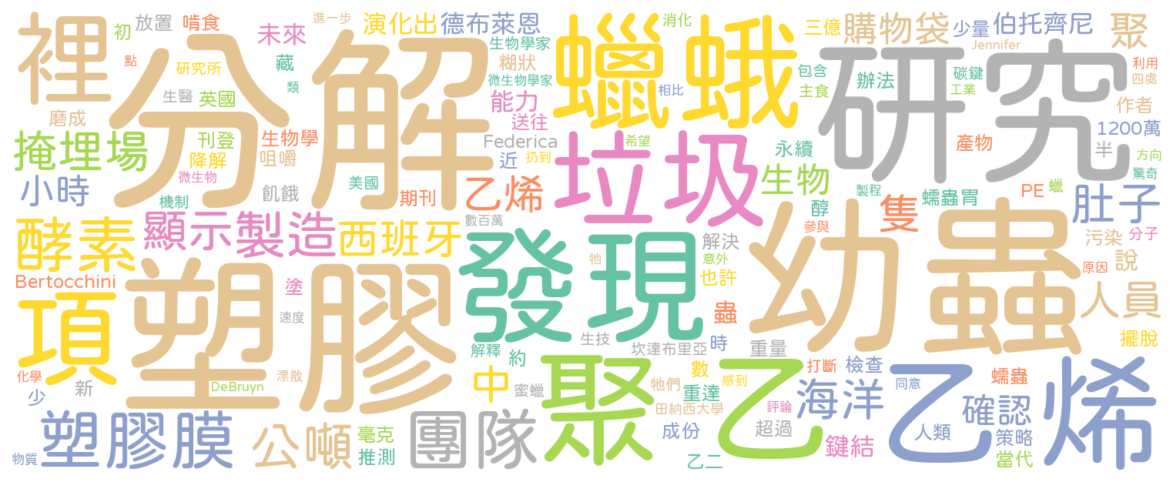 裡
分解
蠟蛾
研究
塑膠
發現
幼蟲
聚乙烯
垃圾
項
酵素
掩埋場
小時
顯示
製造
西班牙
乙烯
塑膠膜
公噸
團隊
中
海洋
確認
人員
肚子
隻
生物
購物袋
伯托齊尼
聚
演化出
德布萊恩
未來
能力
送往
初
放置
啃食
進一步
點
研究所
藏
類
生醫
英國
磨成
刊登
降解
生物學
咀嚼
微生物
飢餓
機制
美國
期刊
生物學家
糊狀
微生物學家
消化
相比
Federica
近
扔到
希望
三億
少量
Jennifer
包含
主食
辦法
碳鍵
工業
利用
四處
作者
1200萬
半
方向
驚奇
永續
產物
醇
製程
參與
蠕蟲胃
PE
蠟
污染
分子
說
原因
擺脫
Bertocchini
塗
速度
化學
少
新
DeBruyn
漂散
物質
毫克
推測
數百萬
解釋
約
生技
牠
解決
意外
也許
蟲
時
坎達布里亞
重量
蜜蠟
牠們
數
重達
感到
田納西大學
成份
乙二
打斷
檢查
評論
超過
鍵結
同意
人類
蠕蟲
策略
當代